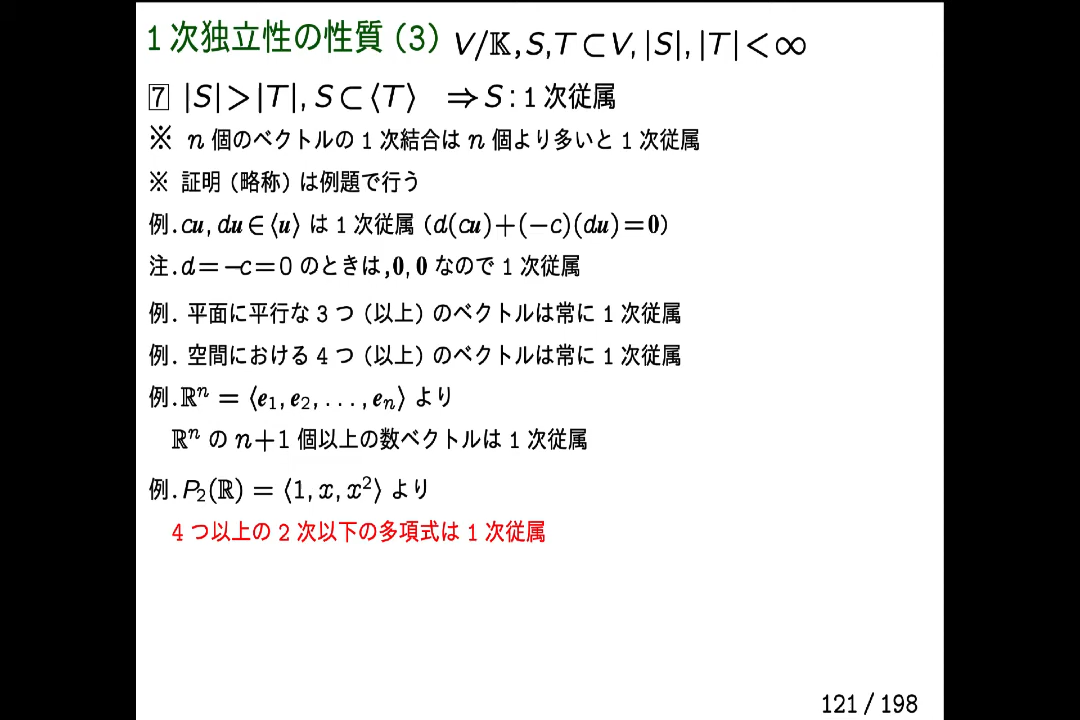 1次独立性の性質(3) V/𝕂, S, T⊂V, |S|, |T|<∞
7 |S|>|T|, S⊂⟨T⟩ ⇒S:1次従属
※ n個のベクトルの1次結合はn個より多いと1次従属
※ 証明(略称)は例題で行う
例.cu, du∈⟨u⟩は1次従属(d(cu)+(−c)(du)=0)
注.d=−c=0のときは,0, 0なので1次従属
例. 平面に平行な3つ(以上)のベクトルは常に1次従属
例. 空間における4つ(以上)のベクトルは常に1次従属
例.ℝⁿ = ⟨e₁, e₂, ..., eₙ⟩より
ℝⁿのn+1個以上の数ベクトルは1次従属
例.P₂(ℝ) = ⟨1, x, x²⟩より
4つ以上の2次以下の多項式は1次従属
121 / 198